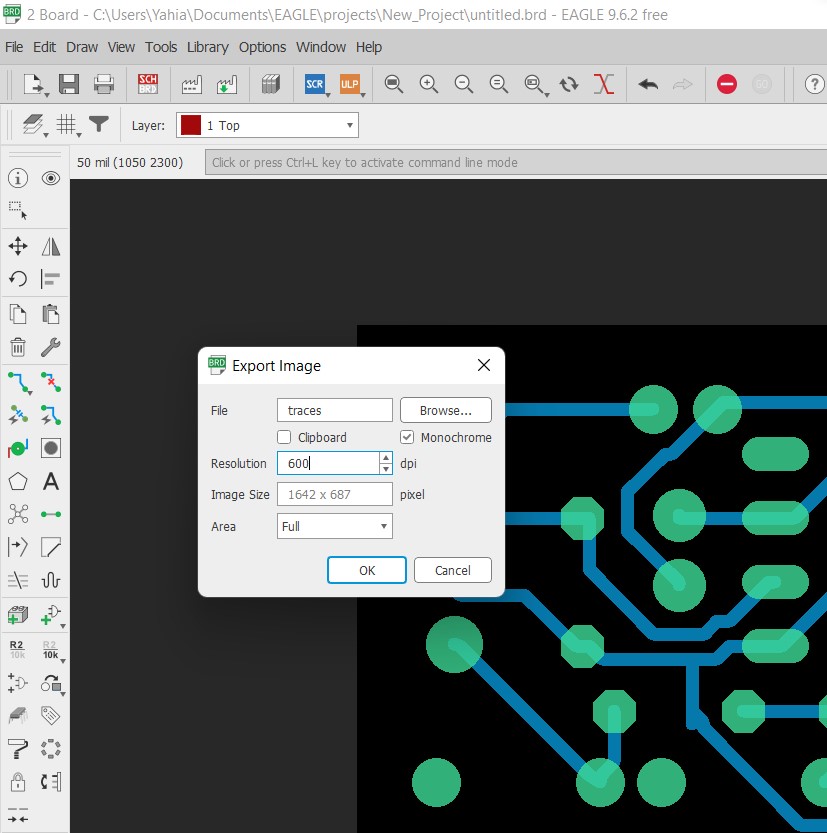 BRD 2 Board - C:\Users\Yahia\Documents\EAGLE\projects\New_Project\untitled.brd - EAGLE 9.6.2 free
File Edit Draw View Tools Library Options Window Help
SCH BRD SCR ULP GO ?
Layer: 1 Top
50 mil (1050 2300) Click or press Ctrl+L key to activate command line mode
BRD Export Image
File traces Browse...
Clipboard Monochrome
Resolution 600 dpi
Image Size 1642 x 687 pixel
Area Full
OK Cancel
A
R2 R2
10k 10k